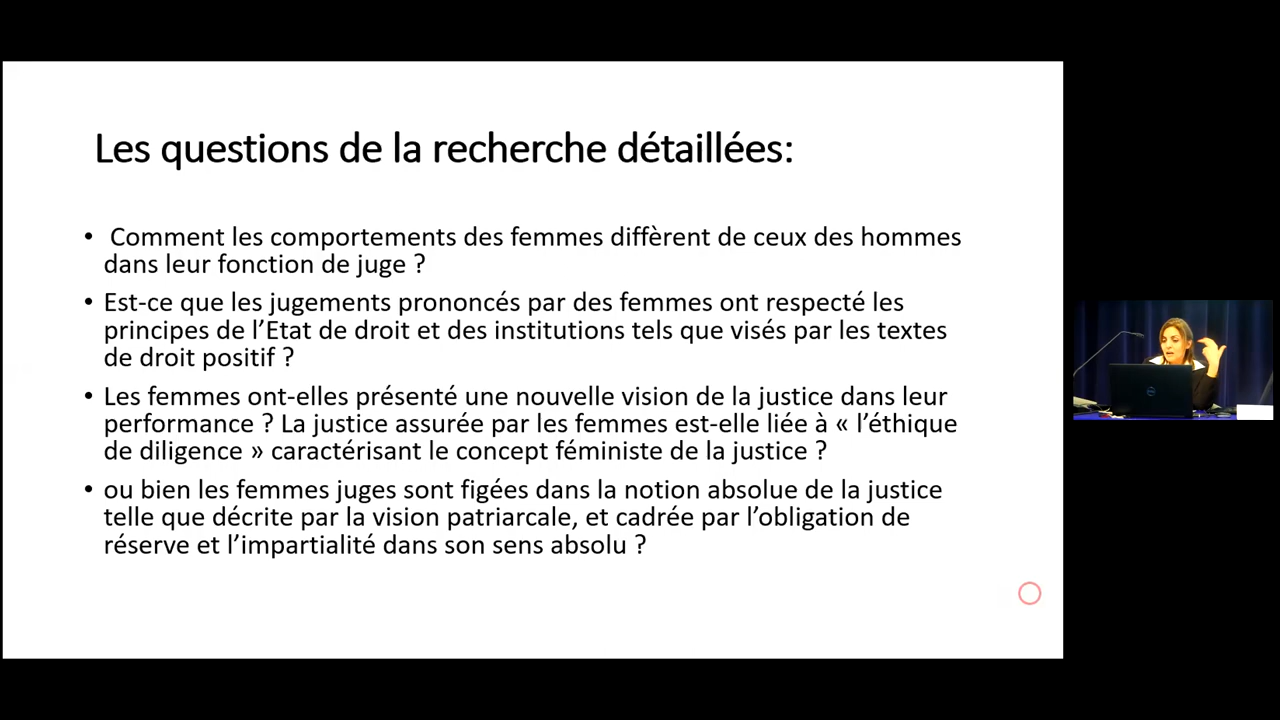 Les questions de la recherche détaillées:
• Comment les comportements des femmes diffèrent de ceux des hommes
dans leur fonction de juge ?
• Est-ce que les jugements prononcés par des femmes ont respecté les
principes de l’Etat de droit et des institutions tels que visés par les textes
de droit positif ?
• Les femmes ont-elles présenté une nouvelle vision de la justice dans leur
performance ? La justice assurée par les femmes est-elle liée à « l’éthique
de diligence » caractérisant le concept féministe de la justice ?
• ou bien les femmes juges sont figées dans la notion absolue de la justice
telle que décrite par la vision patriarcale, et cadrée par l’obligation de
réserve et l’impartialité dans son sens absolu ?